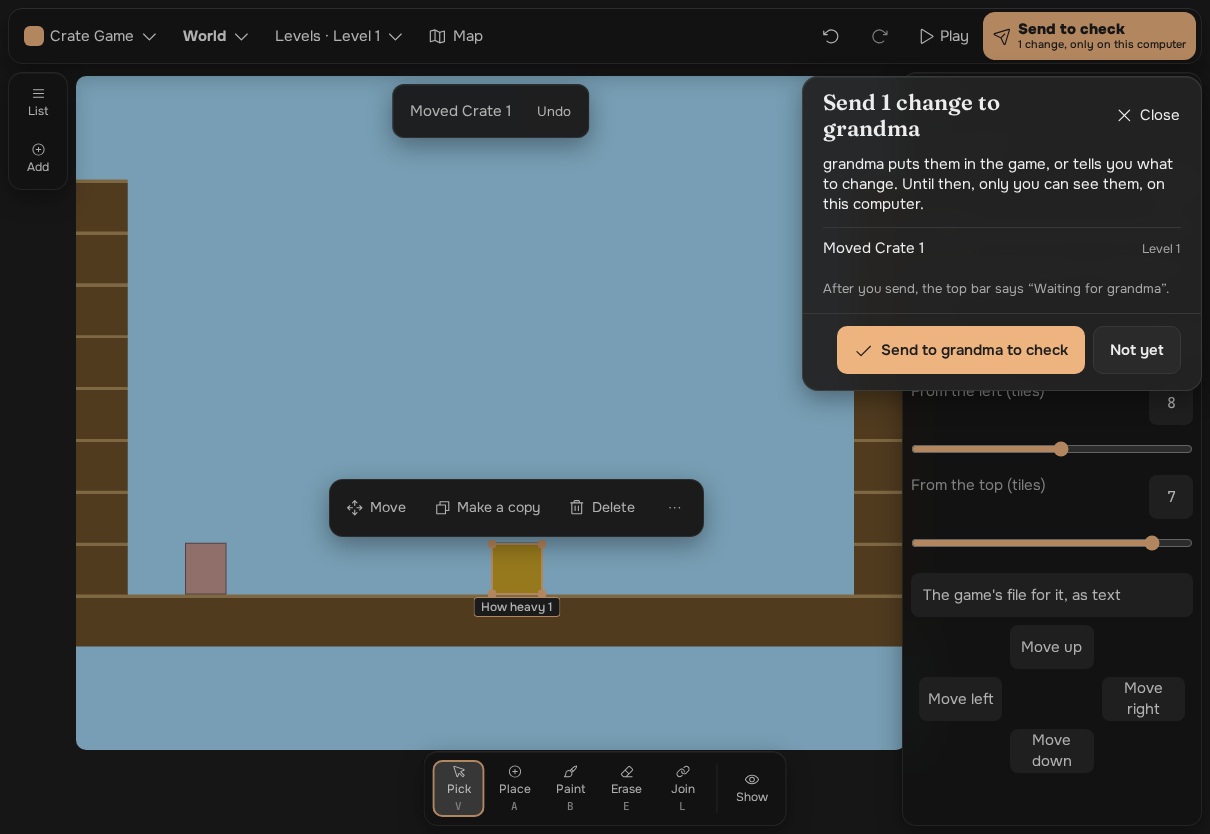 Crate Game
World
Levels · Level 1
Map
Play
Send to check
1 change, only on this computer
List
Add
Moved Crate 1
Undo
Send 1 change to
grandma
Close
grandma puts them in the game, or tells you what
to change. Until then, only you can see them, on
this computer.
Moved Crate 1
Level 1
After you send, the top bar says “Waiting for grandma”.
Send to grandma to check
Not yet
From the left (tiles)
8
From the top (tiles)
7
Move
Make a copy
Delete
···
How heavy 1
The game's file for it, as text
Move up
Move left
Move
right
Move
down
Pick
V
Place
A
Paint
B
Erase
E
Join
L
Show